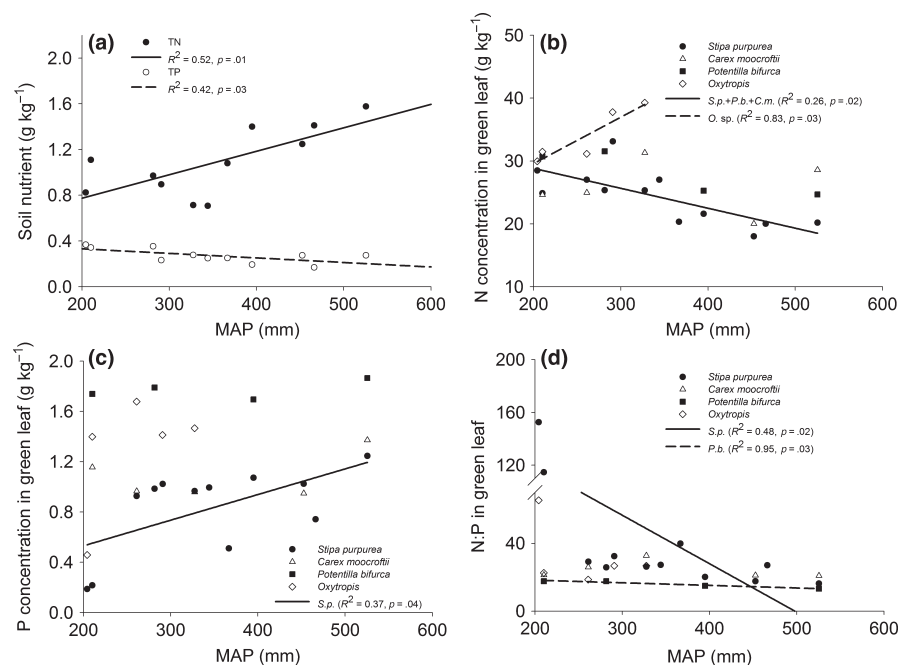 (a)
TN
R² = 0.52, p = .01
TP
R² = 0.42, p = .03
2.0
1.6
1.2
0.8
0.4
0.0
Soil nutrient (g kg⁻¹)
200 300 400 500 600
MAP (mm)
(b)
Stipa purpurea
Carex moocroftii
Potentilla bifurca
Oxytropis
S.p.+P.b.+C.m. (R² = 0.26, p = .02)
O. sp. (R² = 0.83, p = .03)
50
40
30
20
10
N concentration in green leaf (g kg⁻¹)
200 300 400 500 600
MAP (mm)
(c)
2.0
1.6
1.2
0.8
0.4
0.0
P concentration in green leaf (g kg⁻¹)
Stipa purpurea
Carex moocroftii
Potentilla bifurca
Oxytropis
S.p. (R² = 0.37, p = .04)
200 300 400 500 600
MAP (mm)
(d)
200
160
120
80
40
0
N:P in green leaf
Stipa purpurea
Carex moocroftii
Potentilla bifurca
Oxytropis
S.p. (R² = 0.48, p = .02)
P.b. (R² = 0.95, p = .03)
200 300 400 500 600
MAP (mm)